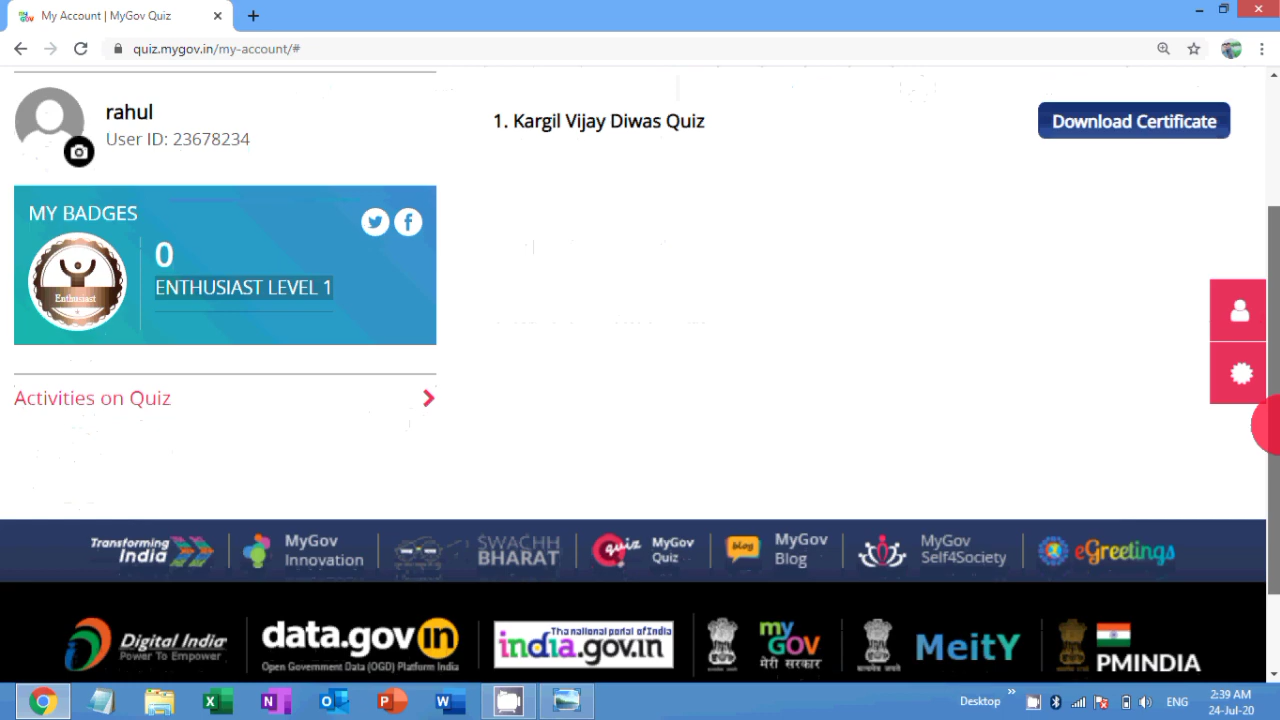 My Account | MyGov Quiz
quiz.mygov.in/my-account/#
rahul
User ID: 23678234
1. Kargil Vijay Diwas Quiz
Download Certificate
MY BADGES
0
ENTHUSIAST LEVEL 1
Enthusiast
Activities on Quiz
Transforming
India
MyGov
Innovation
SWACHH
BHARAT
quiz
MyGov
Quiz
blog
MyGov
Blog
MyGov
Self4Society
eGreetings
Digital India
Power To Empower
data.gov in
Open Government Data (OGD) Platform India
The national portal of India
india.gov.in
my
GOV
मेरी सरकार
MeitY
PMINDIA
Desktop
ENG
2:39 AM
24-Jul-20